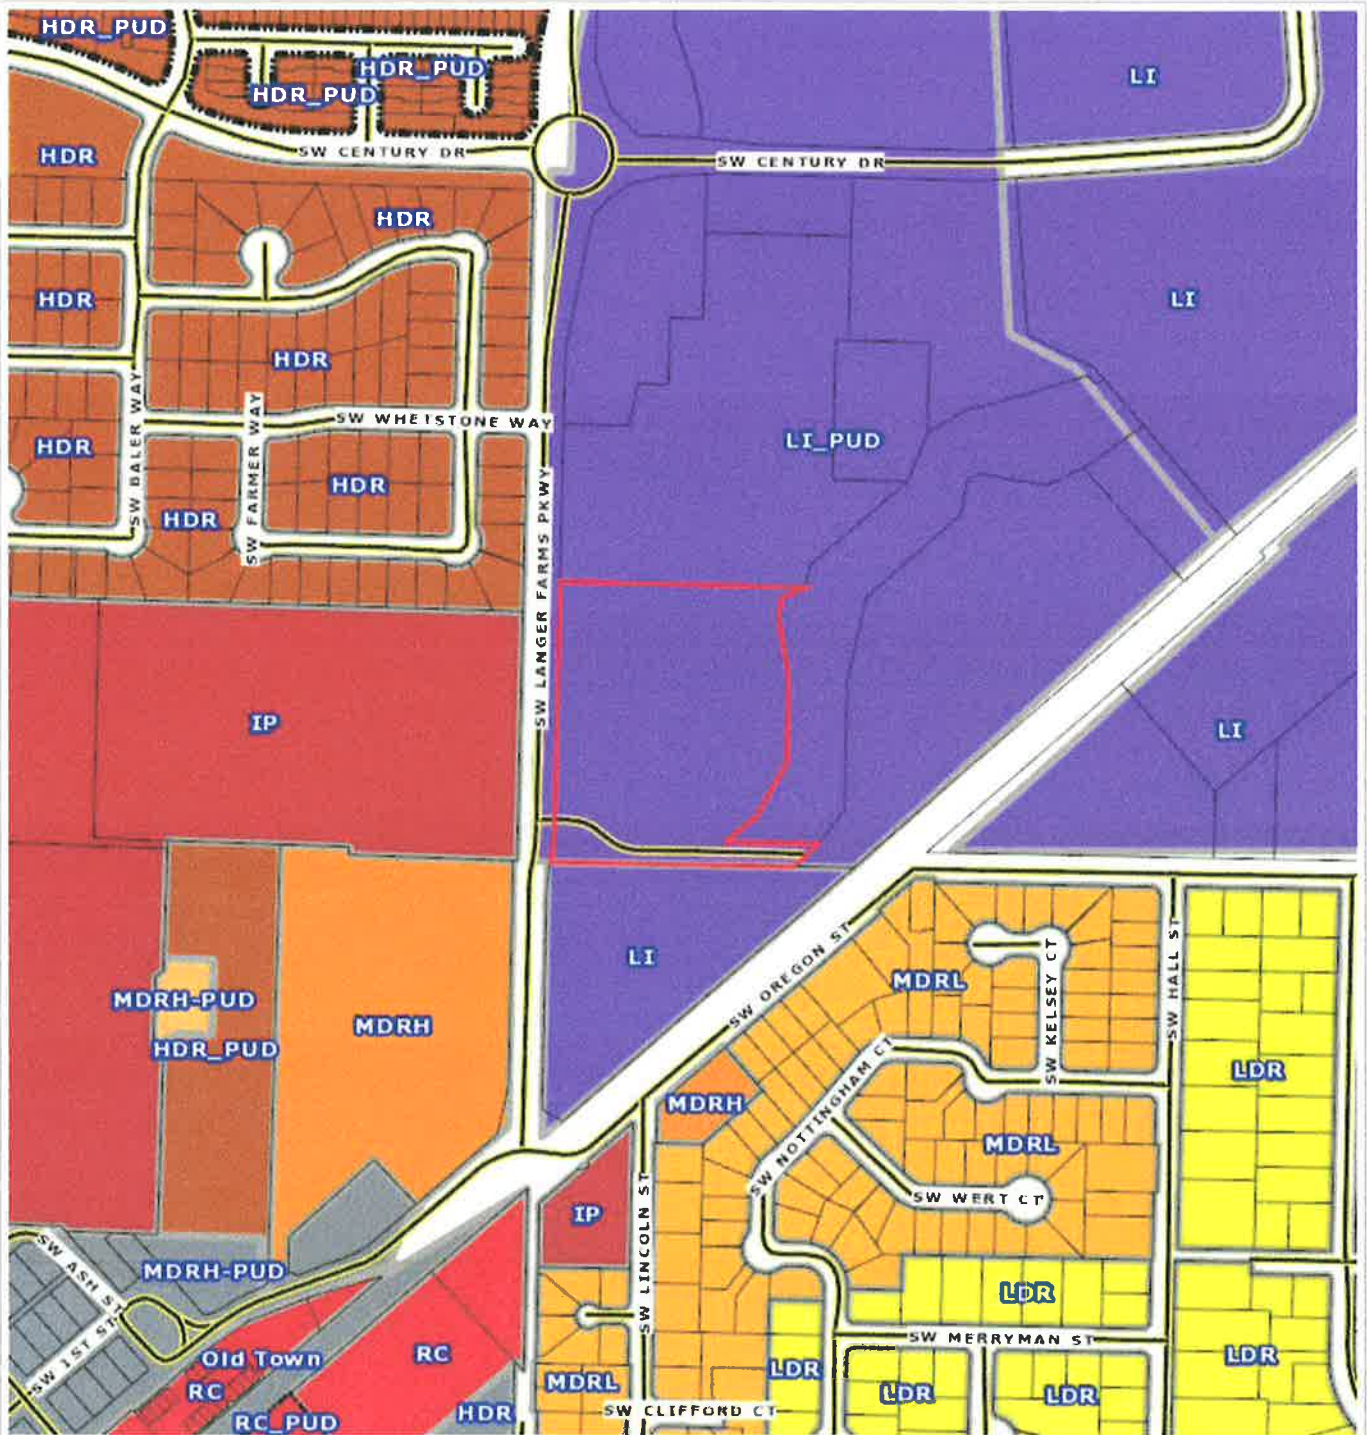 HDR_PUD
HDR_PUD
HDR_PUD
LI
SW CENTURY DR
SW CENTURY DR
HDR
HDR
HDR
LI
HDR
SW WHETSTONE WAY
LI_PUD
HDR
HDR
HDR
SW BALER WAY
SW FARMER WAY
SW LANGER FARMS PKWY
IP
LI
LI
MDRL
SW OREGON ST
SW KELSEY CT
SW HALL ST
MDRH-PUD
MDRH
HDR_PUD
LDR
MDRH
SW NOTTINGHAM CT
MDRL
SW WERT CT
IP
SW LINCOLN ST
SW ASH ST
MDRH-PUD
LDR
SW 1ST ST
SW MERRYMAN ST
Old Town
RC
RC
LDR
LDR
MDRL
LDR
LDR
RC_PUD
HDR
SW CLIFFORD CT